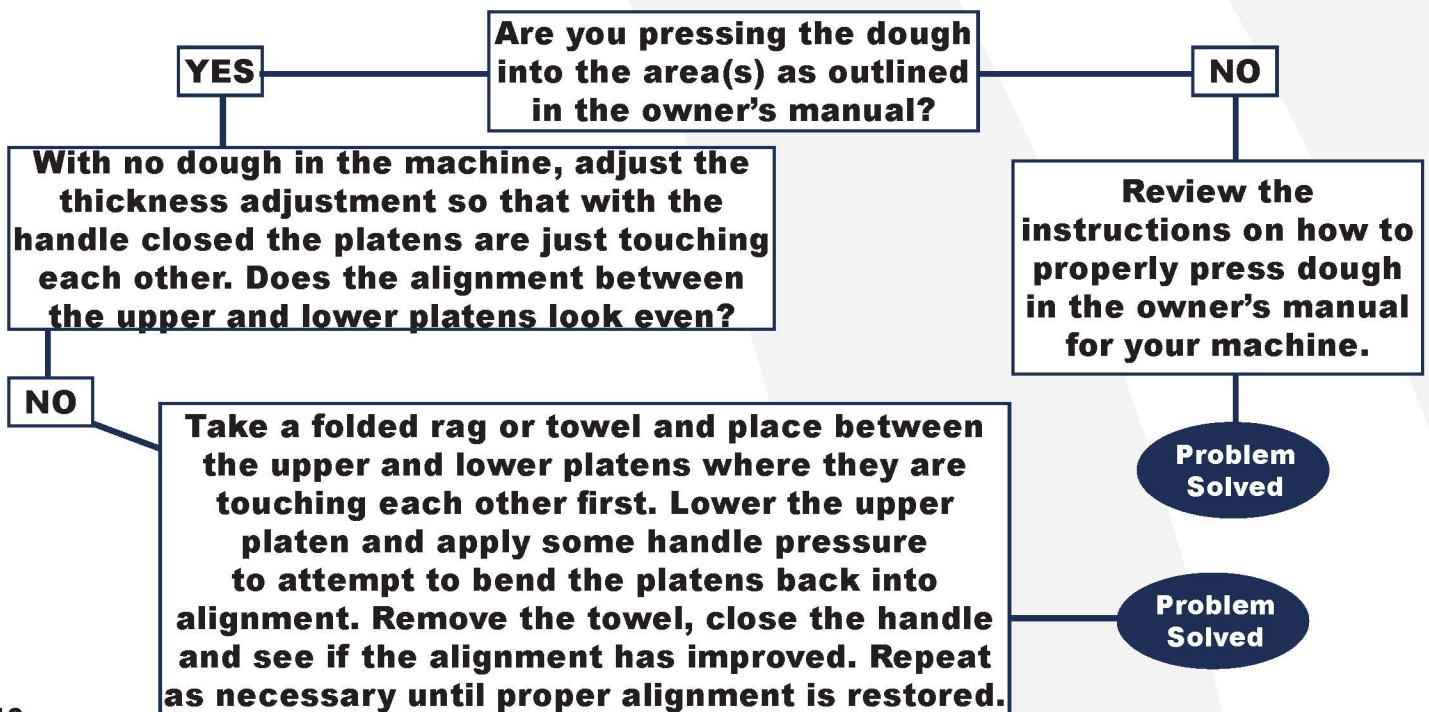 Are you pressing the dough
into the area(s) as outlined
in the owner's manual?
YES
NO
With no dough in the machine, adjust the
thickness adjustment so that with the
handle closed the platens are just touching
each other. Does the alignment between
the upper and lower platens look even?
Review the
instructions on how to
properly press dough
in the owner's manual
for your machine.
NO
Problem
Solved
Take a folded rag or towel and place between
the upper and lower platens where they are
touching each other first. Lower the upper
platen and apply some handle pressure
to attempt to bend the platens back into
alignment. Remove the towel, close the handle
and see if the alignment has improved. Repeat
as necessary until proper alignment is restored.
Problem
Solved